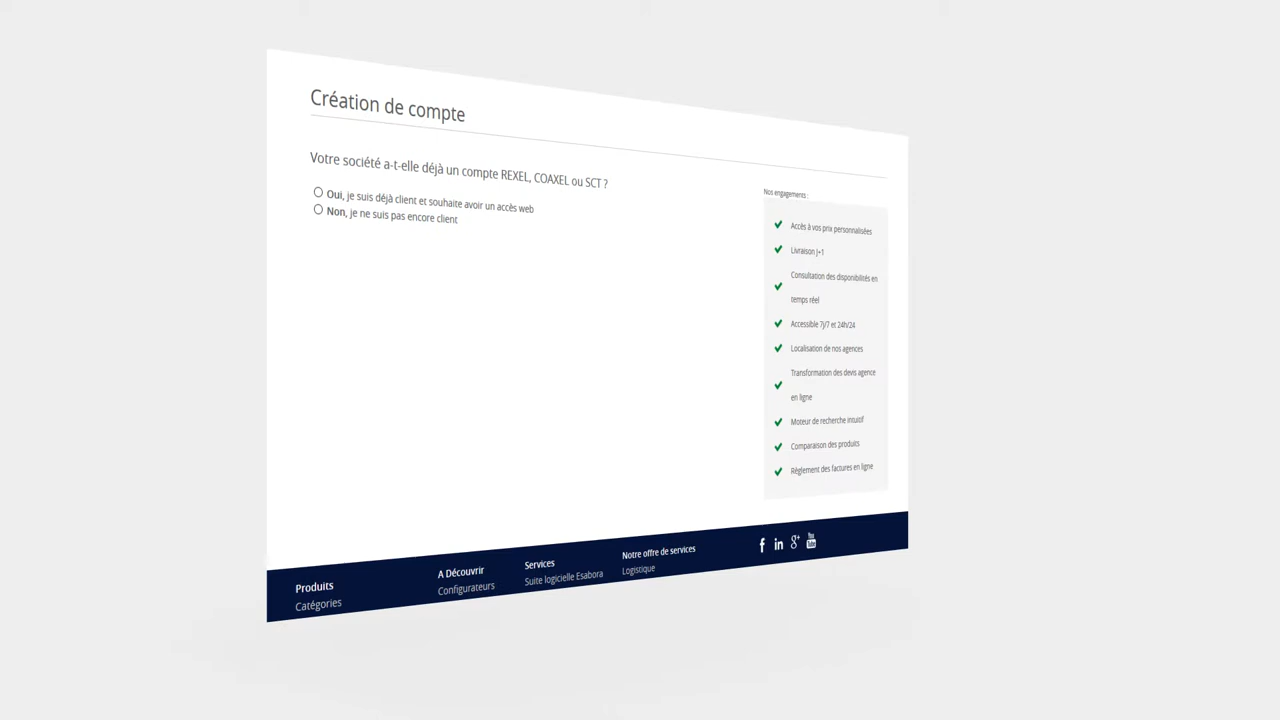 Création de compte
Votre société a-t-elle déjà un compte REXEL, COAXEL ou SCT ?
Oui, je suis déjà client et souhaite avoir un accès web
Non, je ne suis pas encore client
Nos engagements :
Accès à vos prix personnalisées
Livraison J+1
Consultation des disponibilités en
temps réel
Accessible 7j/7 et 24h/24
Localisation de nos agences
Transformation des devis agence
en ligne
Moteur de recherche intuitif
Comparaison des produits
Règlement des factures en ligne
Produits
Catégories
A Découvrir
Configurateurs
Services
Suite logicielle Esabora
Notre offre de services
Logistique
f in g+ You Tube